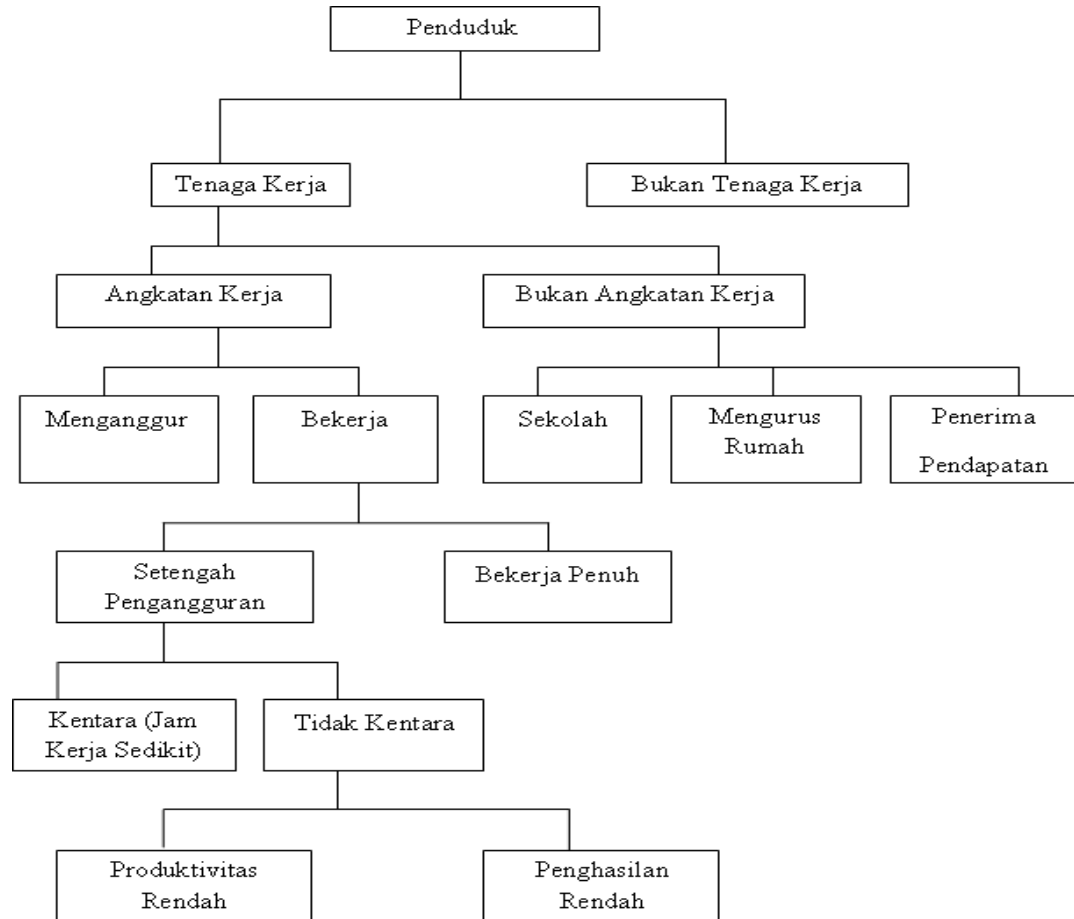 Penduduk
Tenaga Kerja
Bukan Tenaga Kerja
Angkatan Kerja
Bukan Angkatan Kerja
Menganggur
Bekerja
Sekolah
Mengurus
Rumah
Penerima
Pendapatan
Setengah
Pengangguran
Bekerja Penuh
Kentara (Jam
Kerja Sedikit)
Tidak Kentara
Produktivitas
Rendah
Penghasilan
Rendah